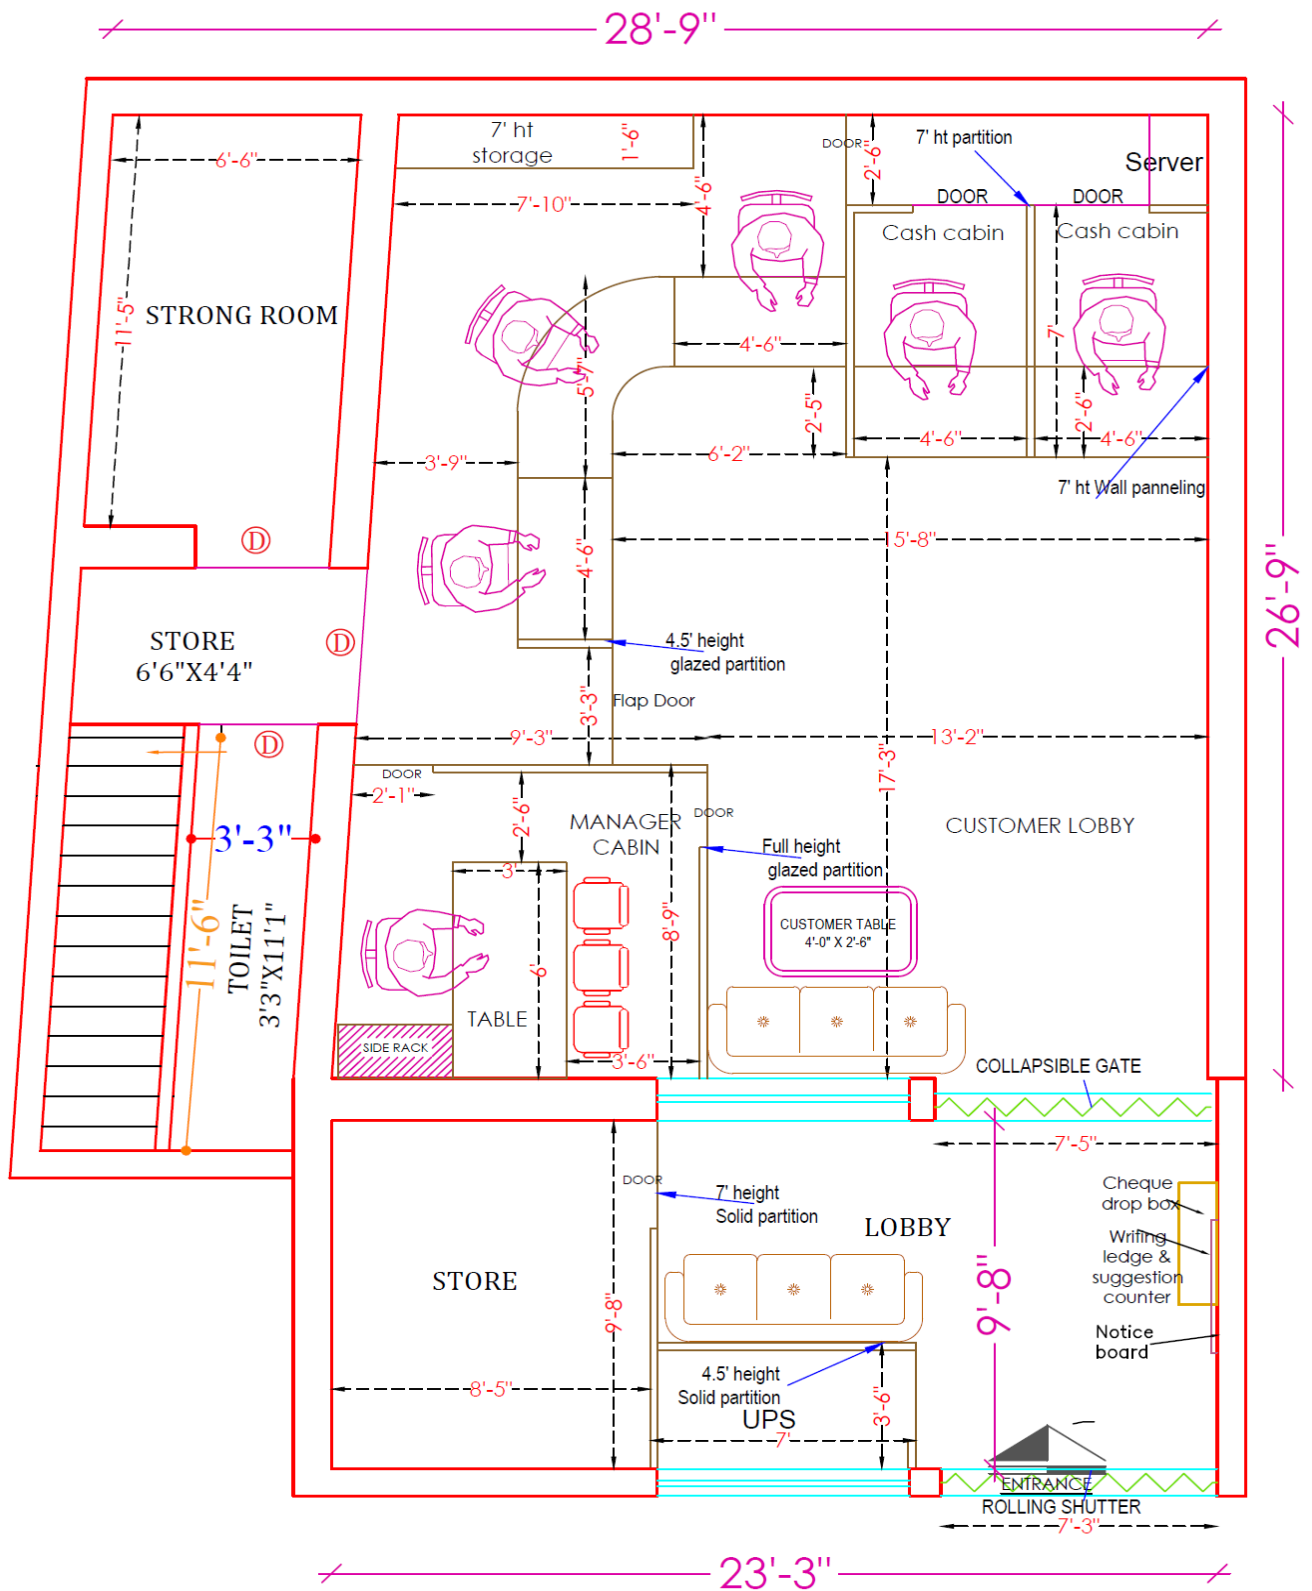 28'-9"
7' ht
storage
1'-6"
DOOR
7' ht partition
Server
6'-6"
2'-6"
4'-6"
7'-10"
DOOR
DOOR
Cash cabin
Cash cabin
STRONG ROOM
11'-5"
4'-6"
7'
5'-7"
2'-5"
2'-6"
4'-6"
4'-6"
3'-9"
6'-2"
7' ht Wall panneling
15'-8"
D
4'-6"
26'-9"
STORE
6'6"X4'4"
D
4.5' height
glazed partition
Flap Door
3'-3"
D
9'-3"
13'-2"
17'-3"
DOOR
2'-1"
2'-6"
MANAGER
CABIN
DOOR
CUSTOMER LOBBY
3'-3"
Full height
glazed partition
3'
8'-9"
CUSTOMER TABLE
4'-0" X 2'-6"
11'-6"
TOILET
3'3"X11'1"
6'
TABLE
SIDE RACK
3'-6"
COLLAPSIBLE GATE
7'-5"
DOOR
7' height
Solid partition
Cheque
drop box
LOBBY
Writing
ledge &
suggestion
counter
STORE
9'-8"
9'-8"
Notice
board
4.5' height
Solid partition
8'-5"
UPS
7'
3'-6"
ENTRANCE
ROLLING SHUTTER
7'-3"
23'-3"